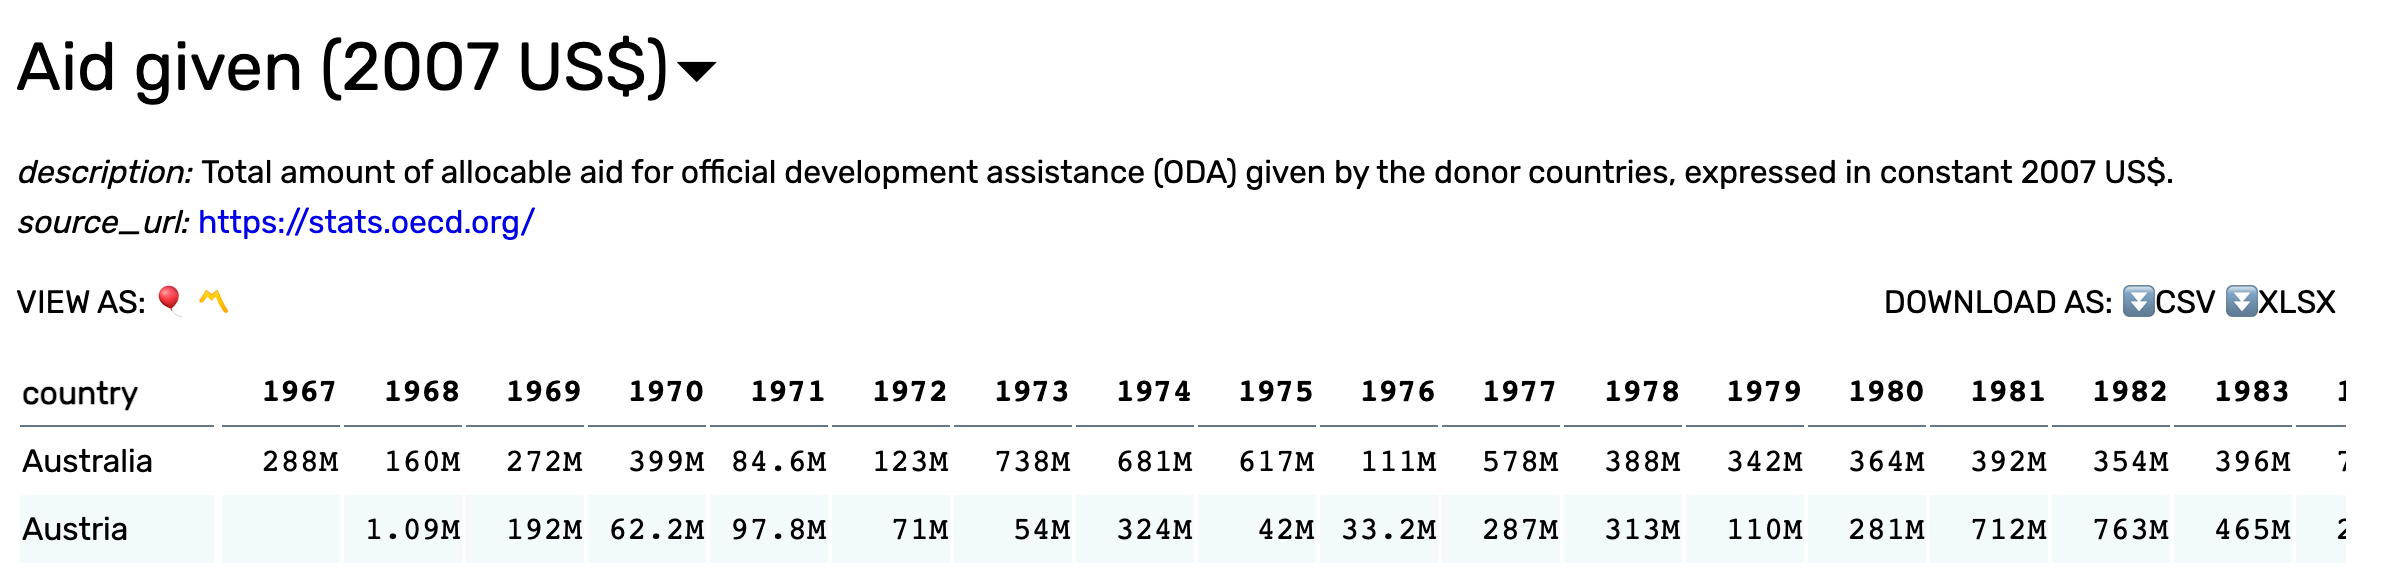 Aid given (2007 US$)
description: Total amount of allocable aid for official development assistance (ODA) given by the donor countries, expressed in constant 2007 US$.
source_url: https://stats.oecd.org/
VIEW AS: DOWNLOAD AS: CSV XLSX
country 1967 1968 1969 1970 1971 1972 1973 1974 1975 1976 1977 1978 1979 1980 1981 1982 1983
Australia 288M 160M 272M 399M 84.6M 123M 738M 681M 617M 111M 578M 388M 342M 364M 392M 354M 396M
Austria 1.09M 192M 62.2M 97.8M 71M 54M 324M 42M 33.2M 287M 313M 110M 281M 712M 763M 465M